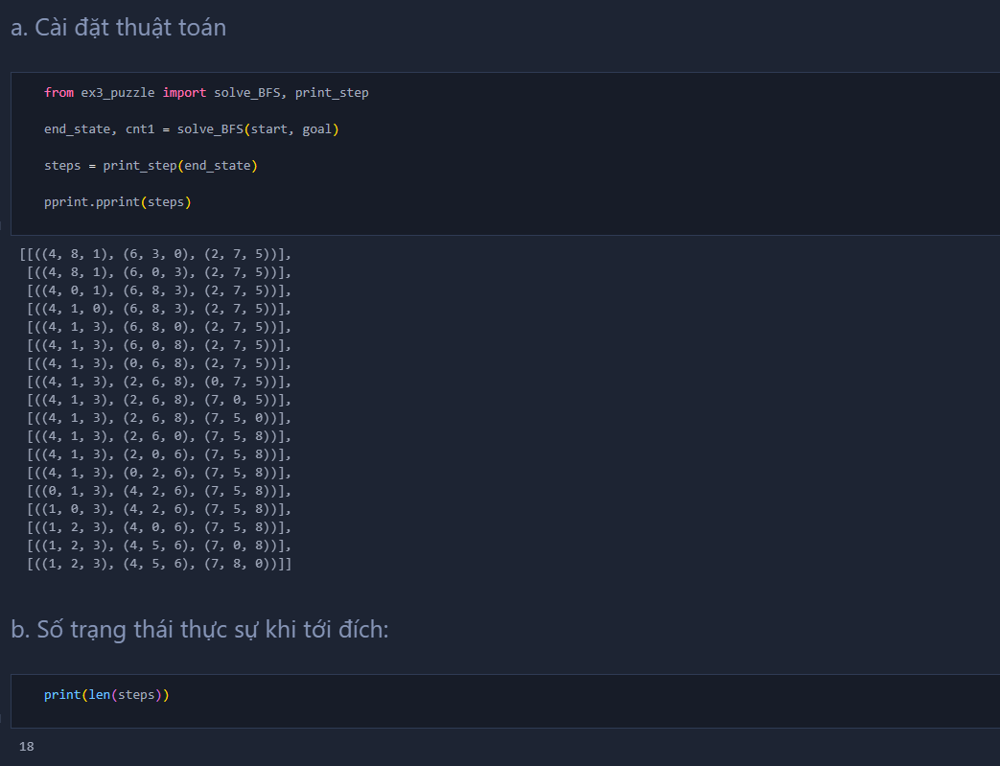 a. Cài đặt thuật toán
from ex3_puzzle import solve_BFS, print_step
end_state, cnt1 = solve_BFS(start, goal)
steps = print_step(end_state)
pprint.pprint(steps)
[[((4, 8, 1), (6, 3, 0), (2, 7, 5))],
[((4, 8, 1), (6, 0, 3), (2, 7, 5))],
[((4, 0, 1), (6, 8, 3), (2, 7, 5))],
[((4, 1, 0), (6, 8, 3), (2, 7, 5))],
[((4, 1, 3), (6, 8, 0), (2, 7, 5))],
[((4, 1, 3), (6, 0, 8), (2, 7, 5))],
[((4, 1, 3), (0, 6, 8), (2, 7, 5))],
[((4, 1, 3), (2, 6, 8), (0, 7, 5))],
[((4, 1, 3), (2, 6, 8), (7, 0, 5))],
[((4, 1, 3), (2, 6, 8), (7, 5, 0))],
[((4, 1, 3), (2, 6, 0), (7, 5, 8))],
[((4, 1, 3), (2, 0, 6), (7, 5, 8))],
[((4, 1, 3), (0, 2, 6), (7, 5, 8))],
[((0, 1, 3), (4, 2, 6), (7, 5, 8))],
[((1, 0, 3), (4, 2, 6), (7, 5, 8))],
[((1, 2, 3), (4, 0, 6), (7, 5, 8))],
[((1, 2, 3), (4, 5, 6), (7, 0, 8))],
[((1, 2, 3), (4, 5, 6), (7, 8, 0))]]
b. Số trạng thái thực sự khi tới đích:
print(len(steps))
18